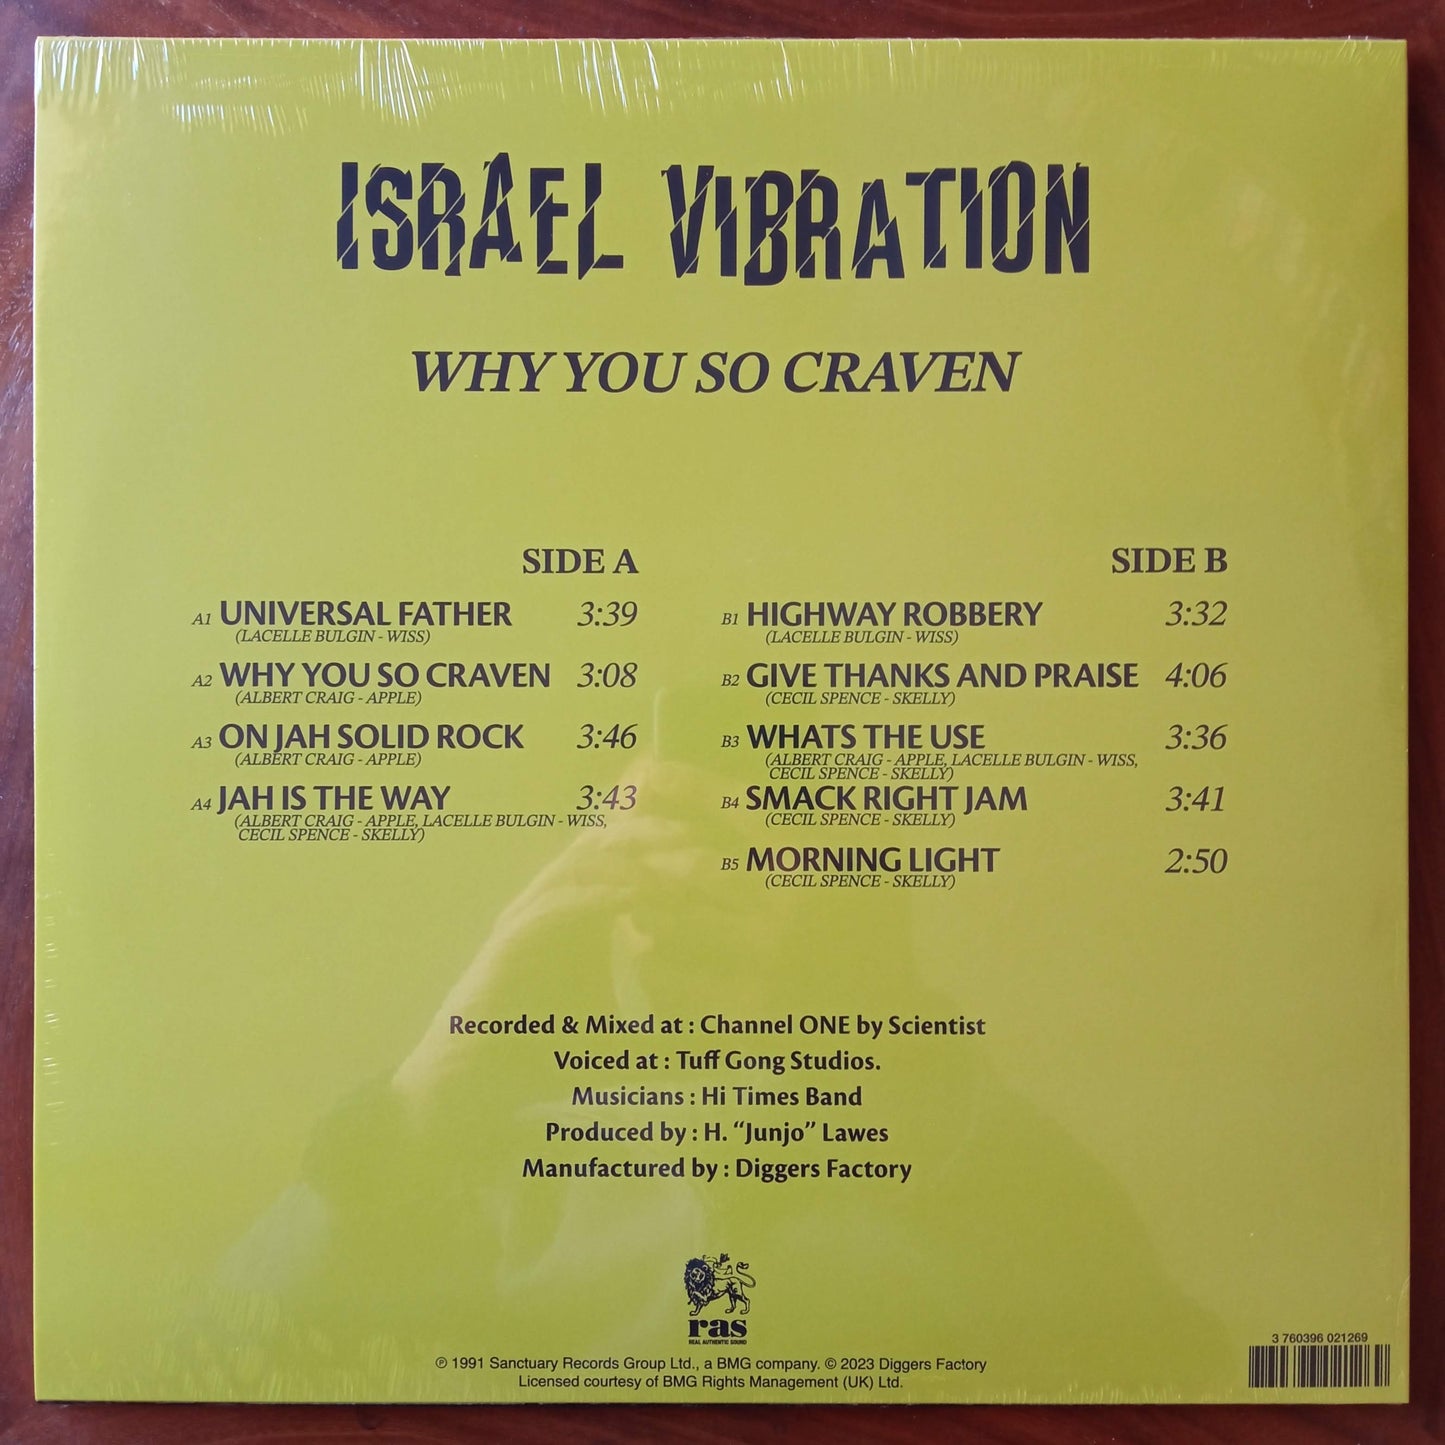 ISRAEL VIBRATION
WHY YOU SO CRAVEN
SIDE A
A1 UNIVERSAL FATHER 3:39
(LACELLE BULGIN - WISS)
A2 WHY YOU SO CRAVEN 3:08
(ALBERT CRAIG - APPLE)
A3 ON JAH SOLID ROCK 3:46
(ALBERT CRAIG - APPLE)
A4 JAH IS THE WAY 3:43
(ALBERT CRAIG - APPLE, LACELLE BULGIN - WISS,
CECIL SPENCE - SKELLY)
SIDE B
B1 HIGHWAY ROBBERY 3:32
(LACELLE BULGIN - WISS)
B2 GIVE THANKS AND PRAISE 4:06
(CECIL SPENCE - SKELLY)
B3 WHATS THE USE 3:36
(ALBERT CRAIG - APPLE, LACELLE BULGIN - WISS,
CECIL SPENCE - SKELLY)
B4 SMACK RIGHT JAM 3:41
(CECIL SPENCE - SKELLY)
B5 MORNING LIGHT 2:50
(CECIL SPENCE - SKELLY)
Recorded & Mixed at : Channel ONE by Scientist
Voiced at : Tuff Gong Studios.
Musicians : Hi Times Band
Produced by : H. “Junjo” Lawes
Manufactured by : Diggers Factory
ras
REAL AUTHENTIC SOUND
℗ 1991 Sanctuary Records Group Ltd., a BMG company. © 2023 Diggers Factory
Licensed courtesy of BMG Rights Management (UK) Ltd.
3 760396 021269